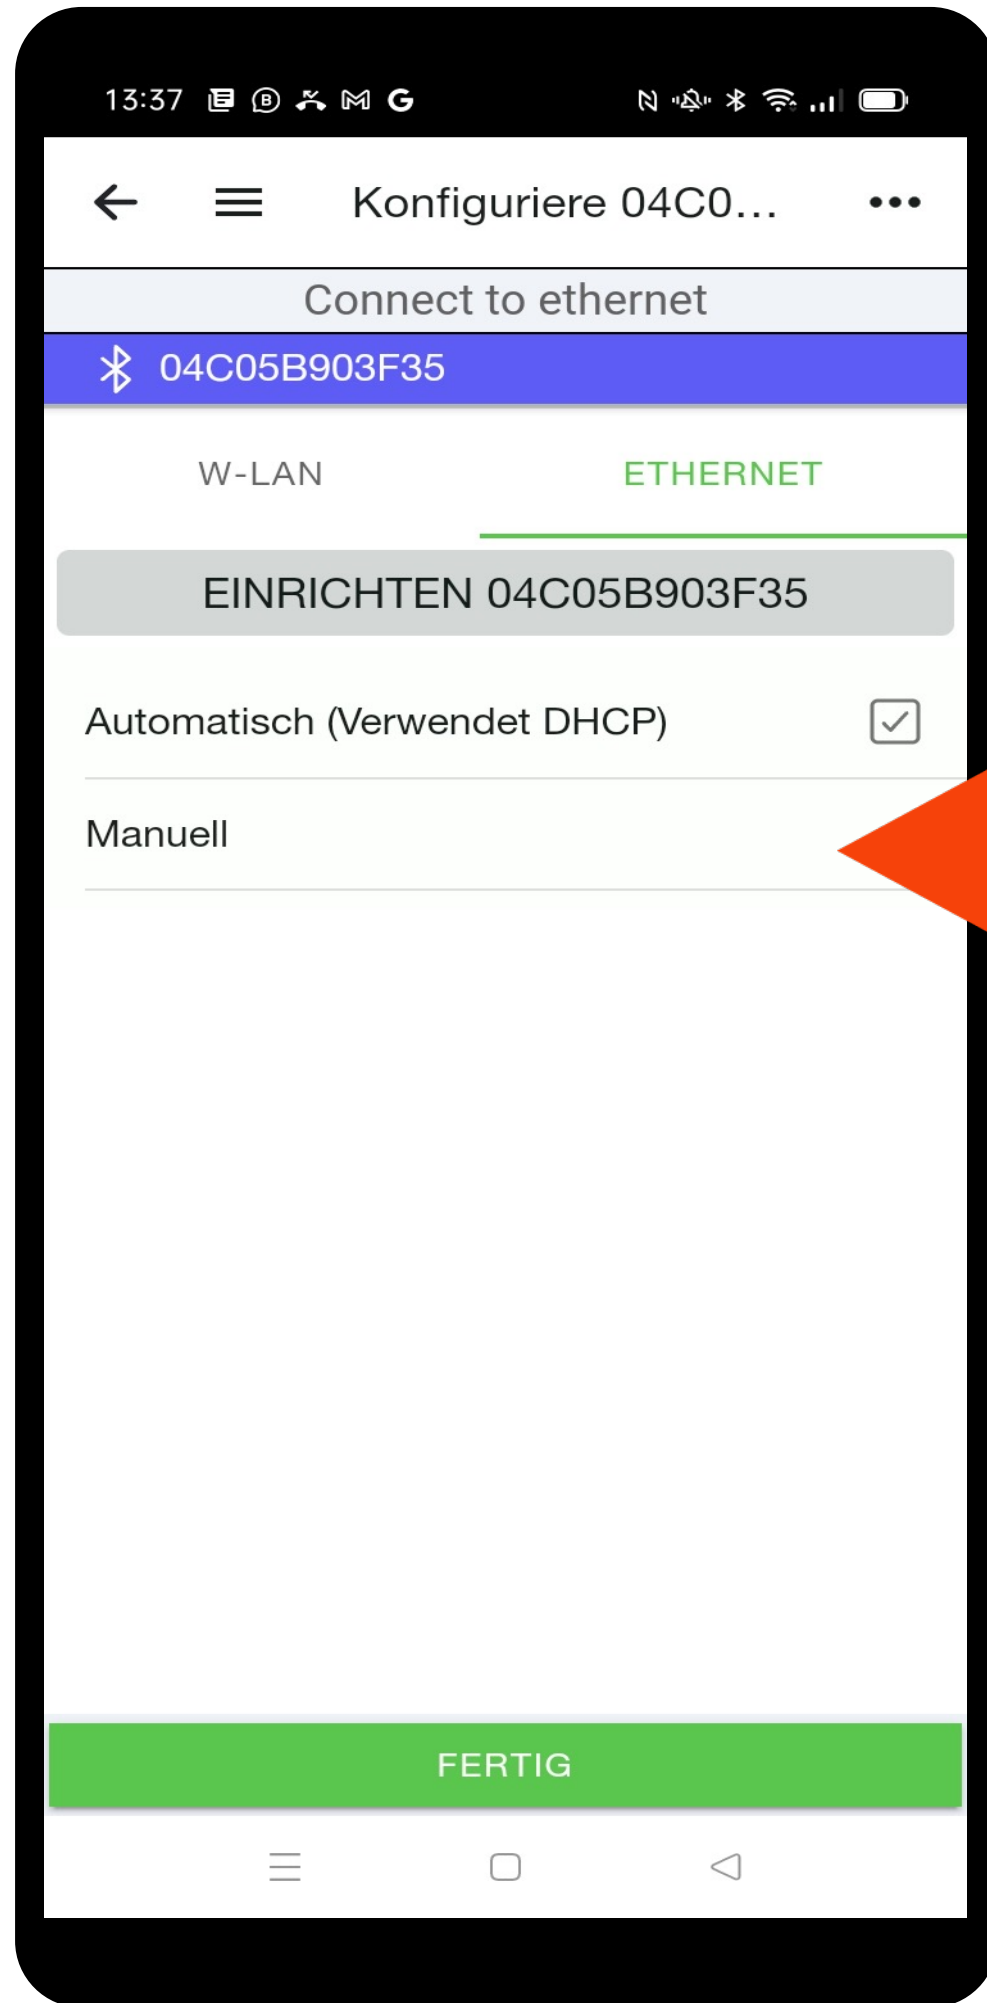 13:37
Konfiguriere 04C0...
Connect to ethernet
04C05B903F35
W-LAN
ETHERNET
EINRICHTEN 04C05B903F35
Automatisch (Verwendet DHCP)
Manuell
FERTIG